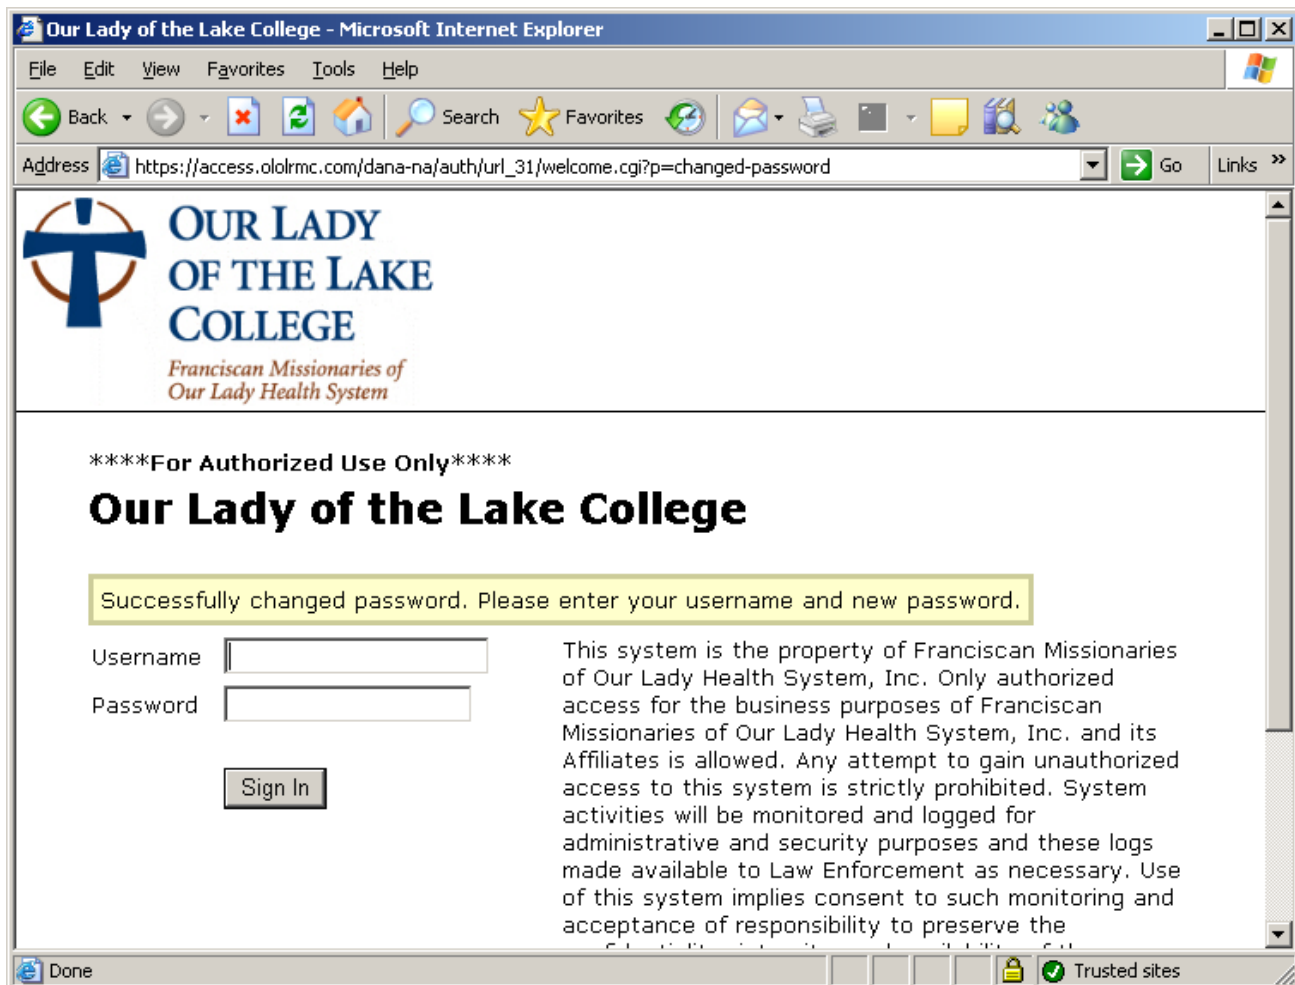 Our Lady of the Lake College - Microsoft Internet Explorer
File Edit View Favorites Tools Help
Back Search Favorites
Address https://access.ololrmc.com/dana-na/auth/url_31/welcome.cgi?p=changed-password Go Links »
OUR LADY
OF THE LAKE
COLLEGE
Franciscan Missionaries of
Our Lady Health System
****For Authorized Use Only****
Our Lady of the Lake College
Successfully changed password. Please enter your username and new password.
Username
Password
Sign In
This system is the property of Franciscan Missionaries
of Our Lady Health System, Inc. Only authorized
access for the business purposes of Franciscan
Missionaries of Our Lady Health System, Inc. and its
Affiliates is allowed. Any attempt to gain unauthorized
access to this system is strictly prohibited. System
activities will be monitored and logged for
administrative and security purposes and these logs
made available to Law Enforcement as necessary. Use
of this system implies consent to such monitoring and
acceptance of responsibility to preserve the
Done Trusted sites